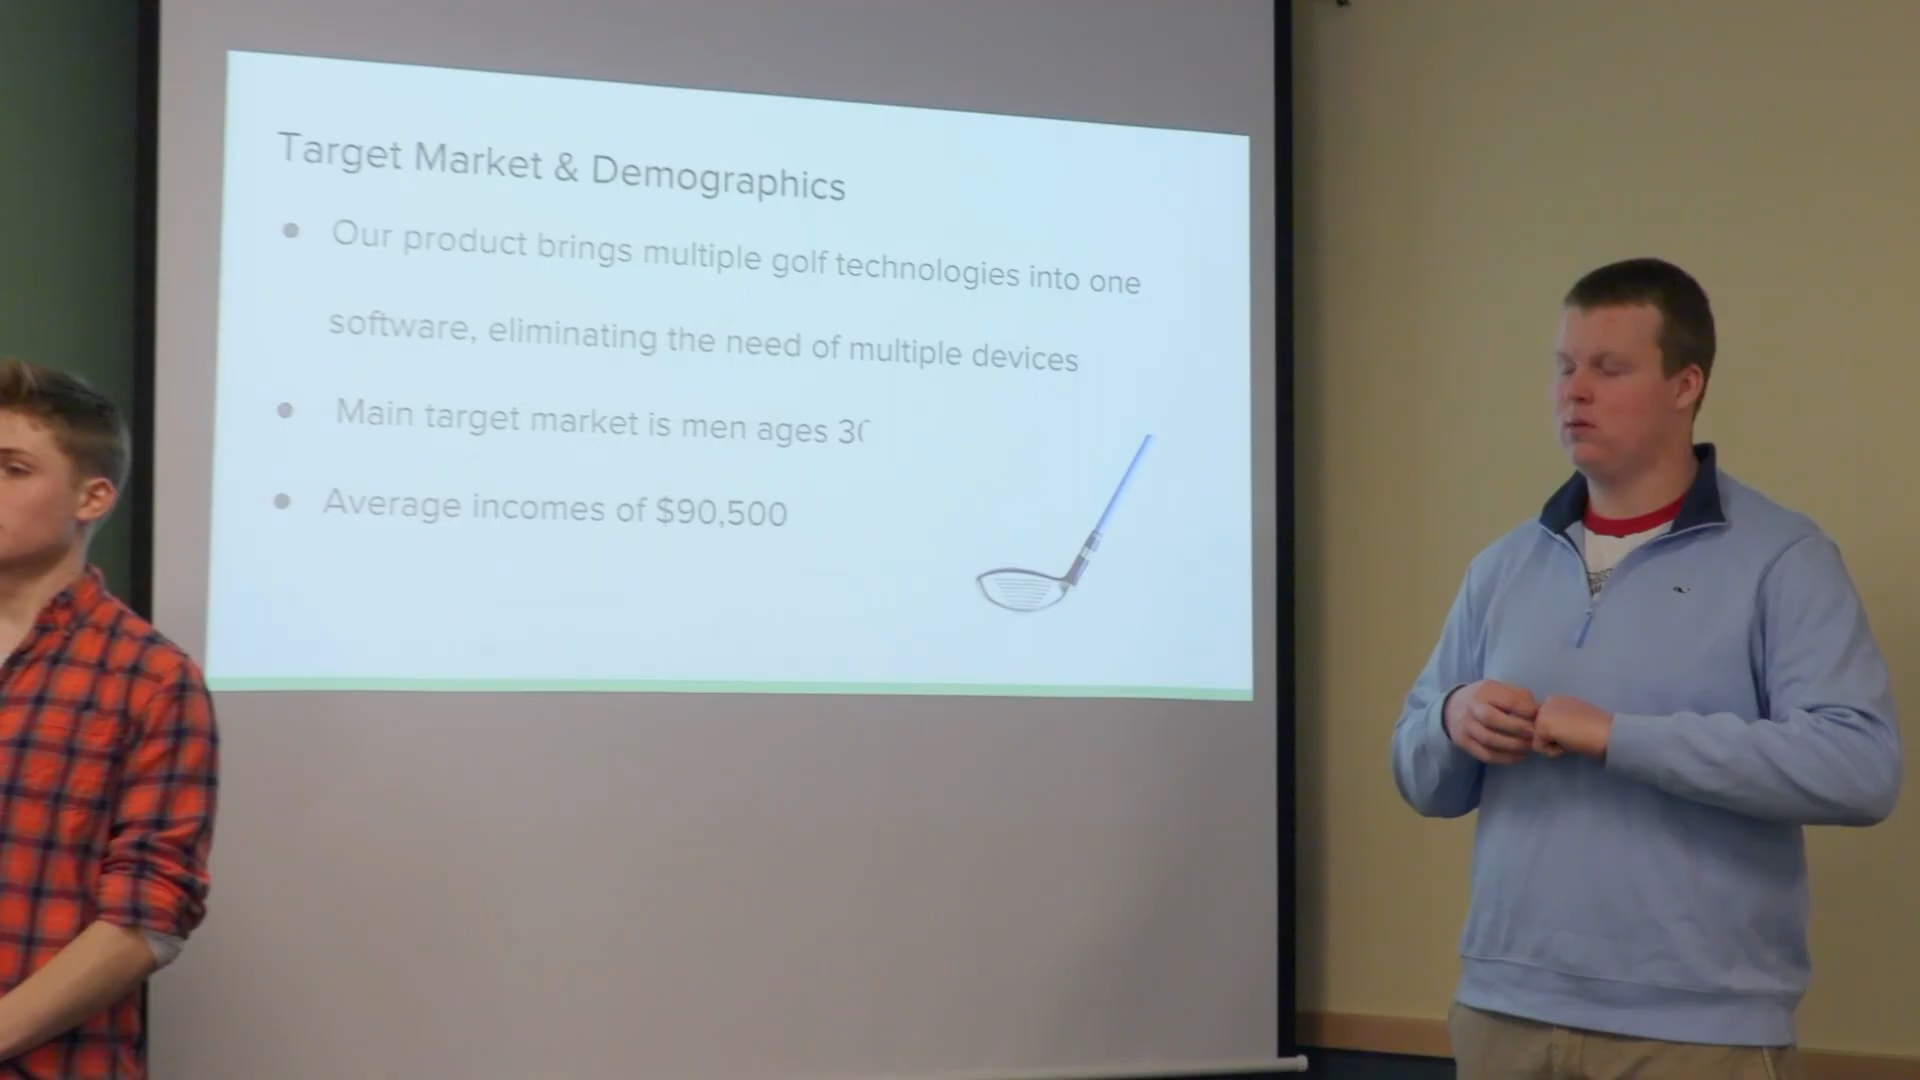 Target Market & Demographics
Our product brings multiple golf technologies into one
software, eliminating the need of multiple devices
Main target market is men ages
Average incomes of $90,500